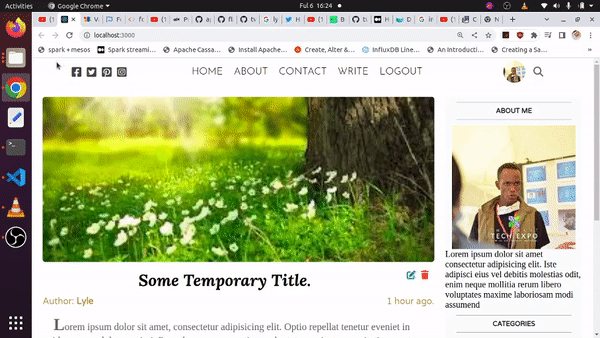 Activities
Google Chrome
Ful 6 16:24
localhost:3000
spark + mesos
Spark streami...
Apache Cassa...
Install Apache...
Create, Alter &...
InfluxDB Line...
An Introducti...
Creating a Sa...
HOME ABOUT CONTACT WRITE LOGOUT
ABOUT ME
TECH EXPO
Lorem ipsum dolor sit amet
consectetur adipisicing elit. Iste
adipisci eius vel debitis molestias odit,
enim neque mollitia rerum libero
voluptates maxime laboriosam modi
assumend
CATEGORIES
Some Temporary Title.
Author: Lyle
1 hour ago.
Lorem ipsum dolor sit amet, consectetur adipisicing elit. Optio repellat tenetur eveniet in